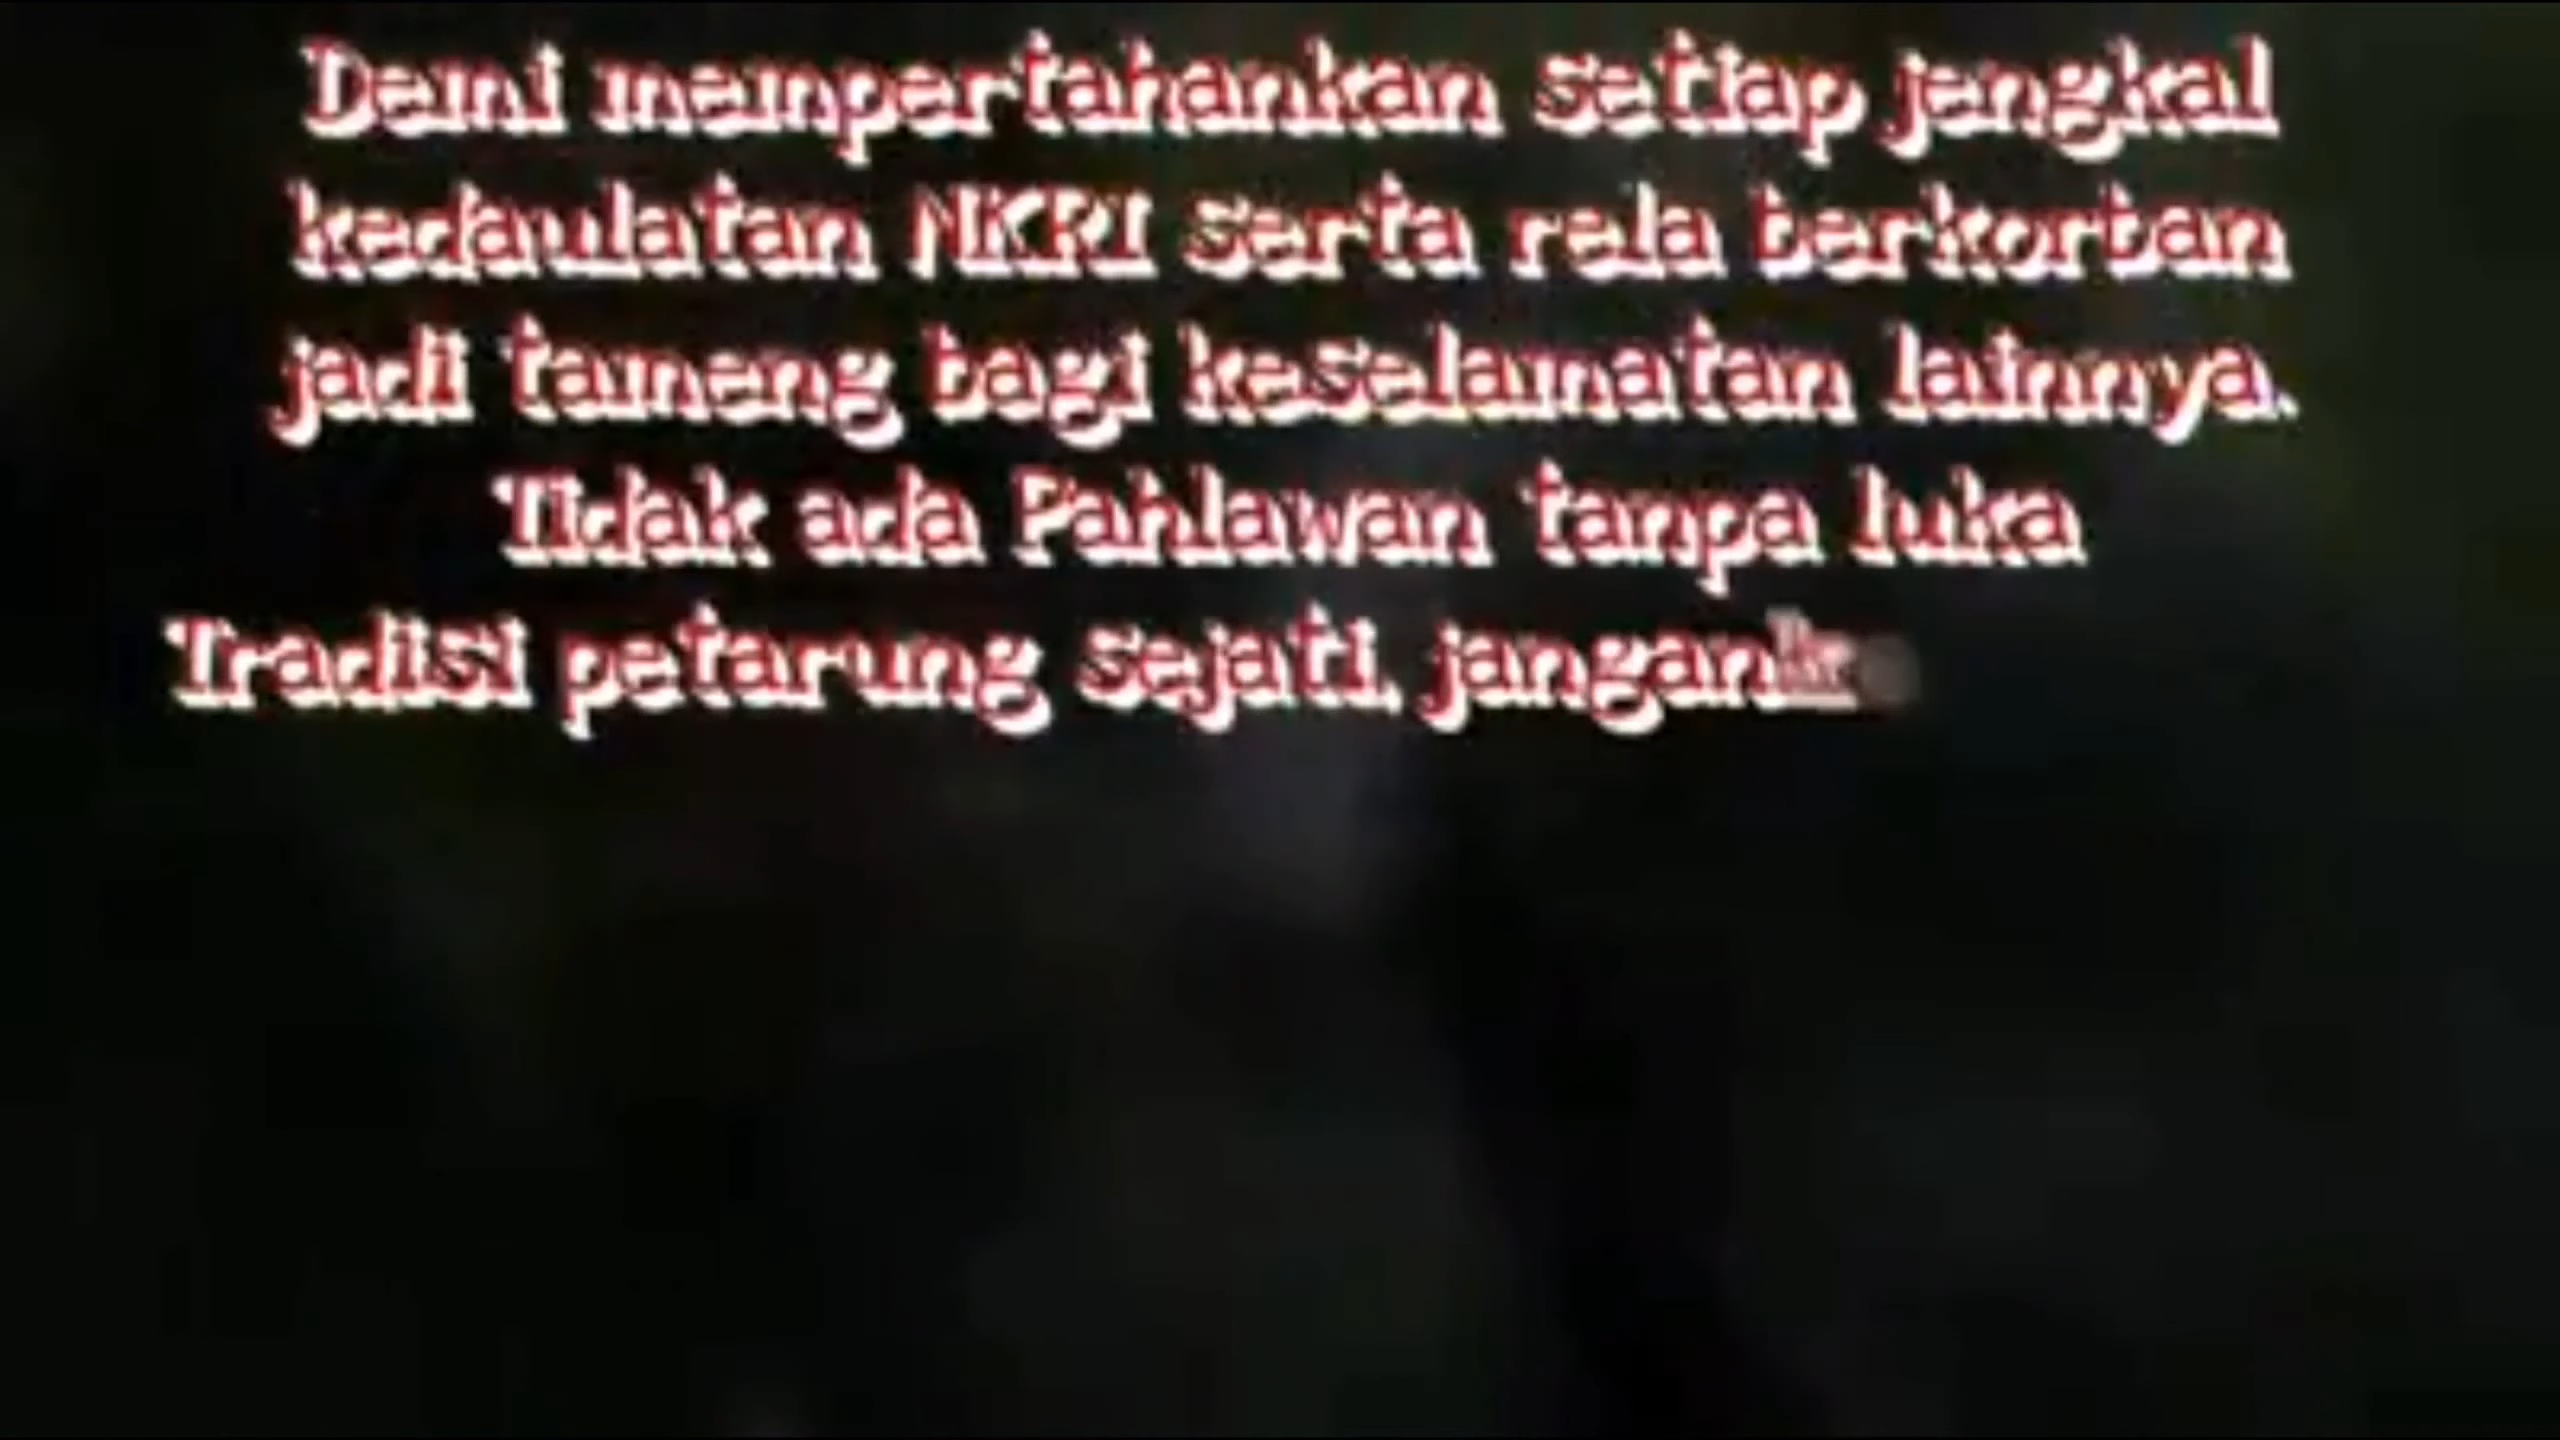 Demi mempertahankan setiap jengkal
kedaulatan NKRI serta rela berkorban
jadi tameng bagi keselamatan lainnya.
Tidak ada Pahlawan tanpa luka
Tradisi petarung sejati, jangan